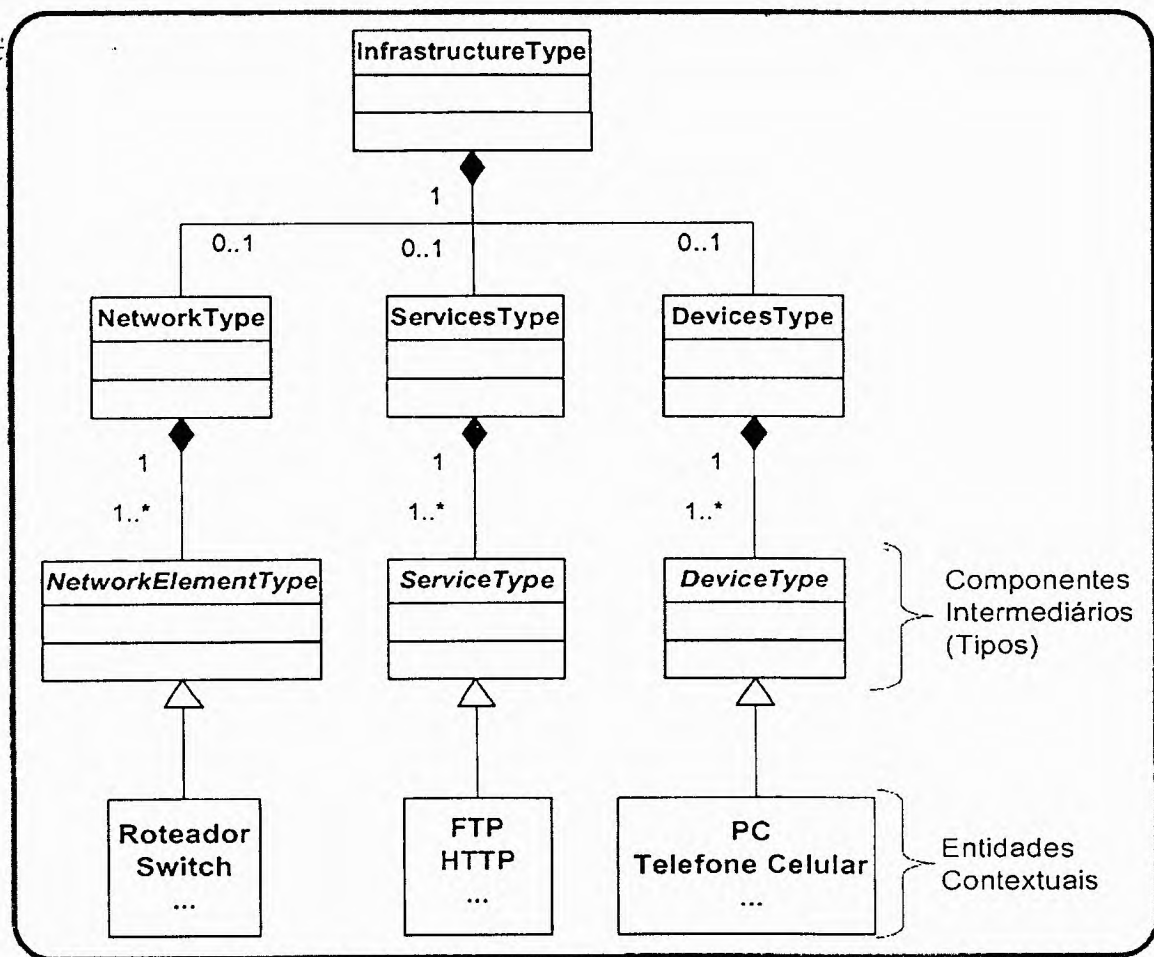 InfrastructureType
1
0..1
0..1
0..1
NetworkType
ServicesType
DevicesType
1
1
1
1..*
1..*
1..*
NetworkElementType
ServiceType
DeviceType
Componentes
Intermediários
(Tipos)
Roteador
Switch
...
FTP
HTTP
...
PC
Telefone Celular
...
Entidades
Contextuais